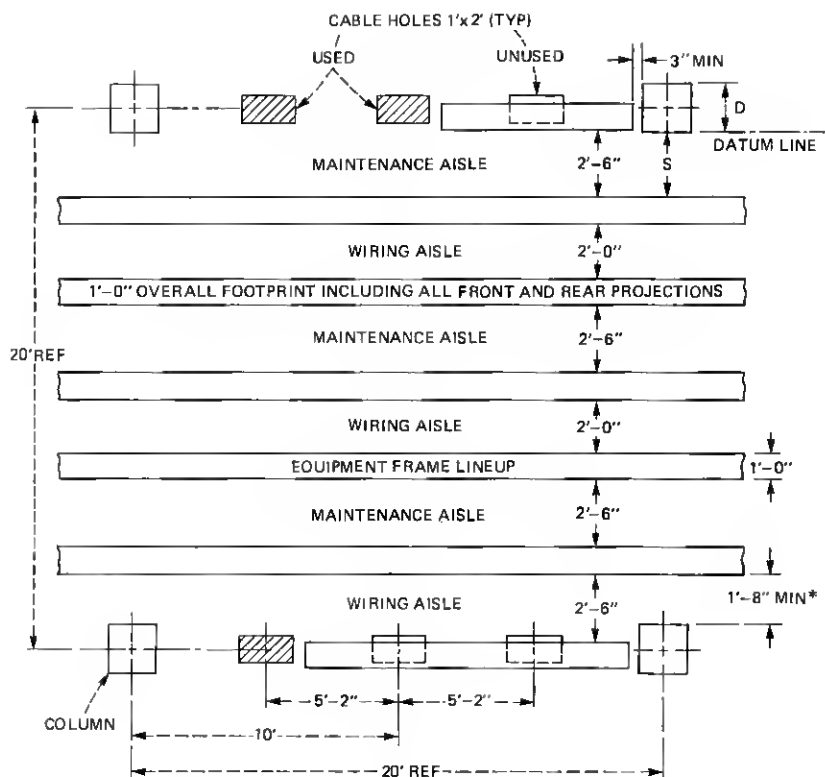 CABLE HOLES 1'x 2' (TYP)
USED
UNUSED
3" MIN
D
DATUM LINE
MAINTENANCE AISLE
2'-6"
S
WIRING AISLE
2'-0"
1'-0" OVERALL FOOTPRINT INCLUDING ALL FRONT AND REAR PROJECTIONS
20' REF
MAINTENANCE AISLE
2'-6"
WIRING AISLE
2'-0"
EQUIPMENT FRAME LINEUP
1'-0"
MAINTENANCE AISLE
2'-6"
WIRING AISLE
2'-6"
1'-8" MIN*
COLUMN
5'-2"
5'-2"
10'
20' REF